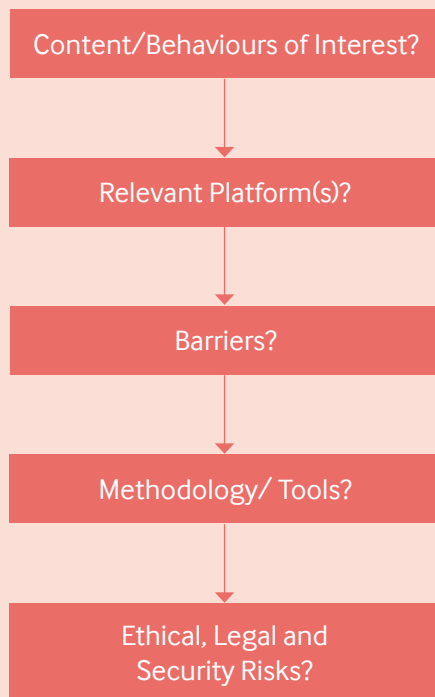 Content/Behaviours of Interest?
Relevant Platform(s)?
Barriers?
Methodology/ Tools?
Ethical, Legal and
Security Risks?